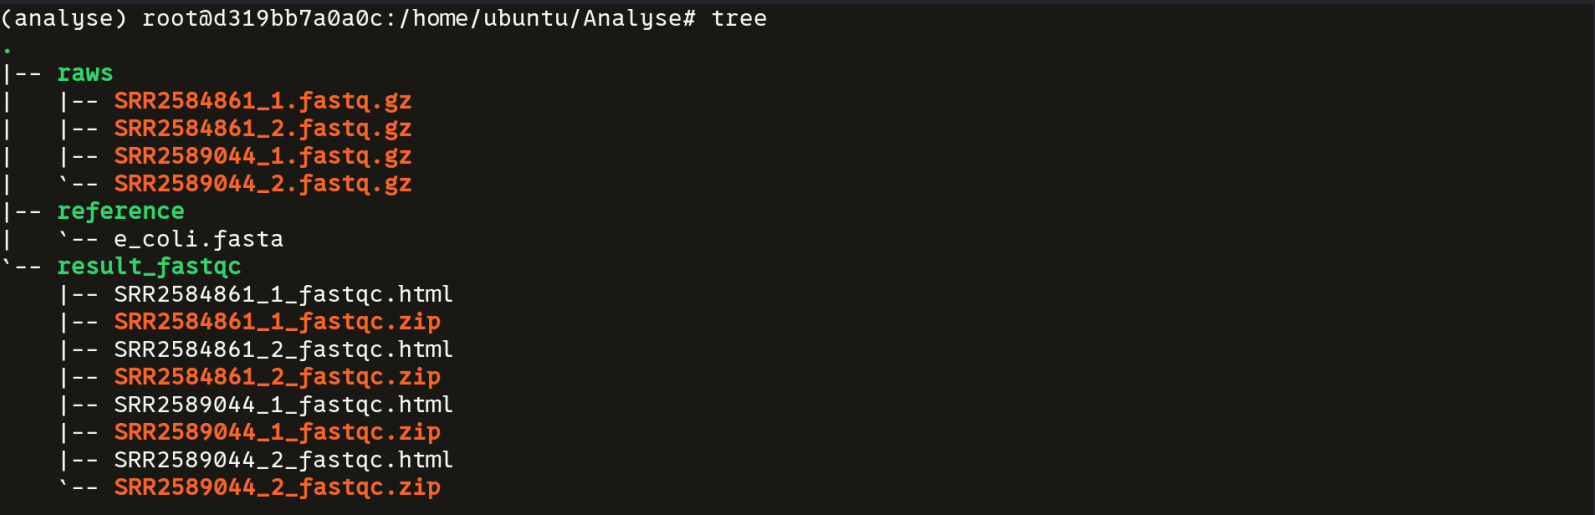 (analyse) root@d319bb7a0a0c:/home/ubuntu/Analyse# tree
.
|-- raws
|   |-- SRR2584861_1.fastq.gz
|   |-- SRR2584861_2.fastq.gz
|   |-- SRR2589044_1.fastq.gz
|   `-- SRR2589044_2.fastq.gz
|-- reference
|   `-- e_coli.fasta
`-- result_fastqc
    |-- SRR2584861_1_fastqc.html
    |-- SRR2584861_1_fastqc.zip
    |-- SRR2584861_2_fastqc.html
    |-- SRR2584861_2_fastqc.zip
    |-- SRR2589044_1_fastqc.html
    |-- SRR2589044_1_fastqc.zip
    |-- SRR2589044_2_fastqc.html
    `-- SRR2589044_2_fastqc.zip